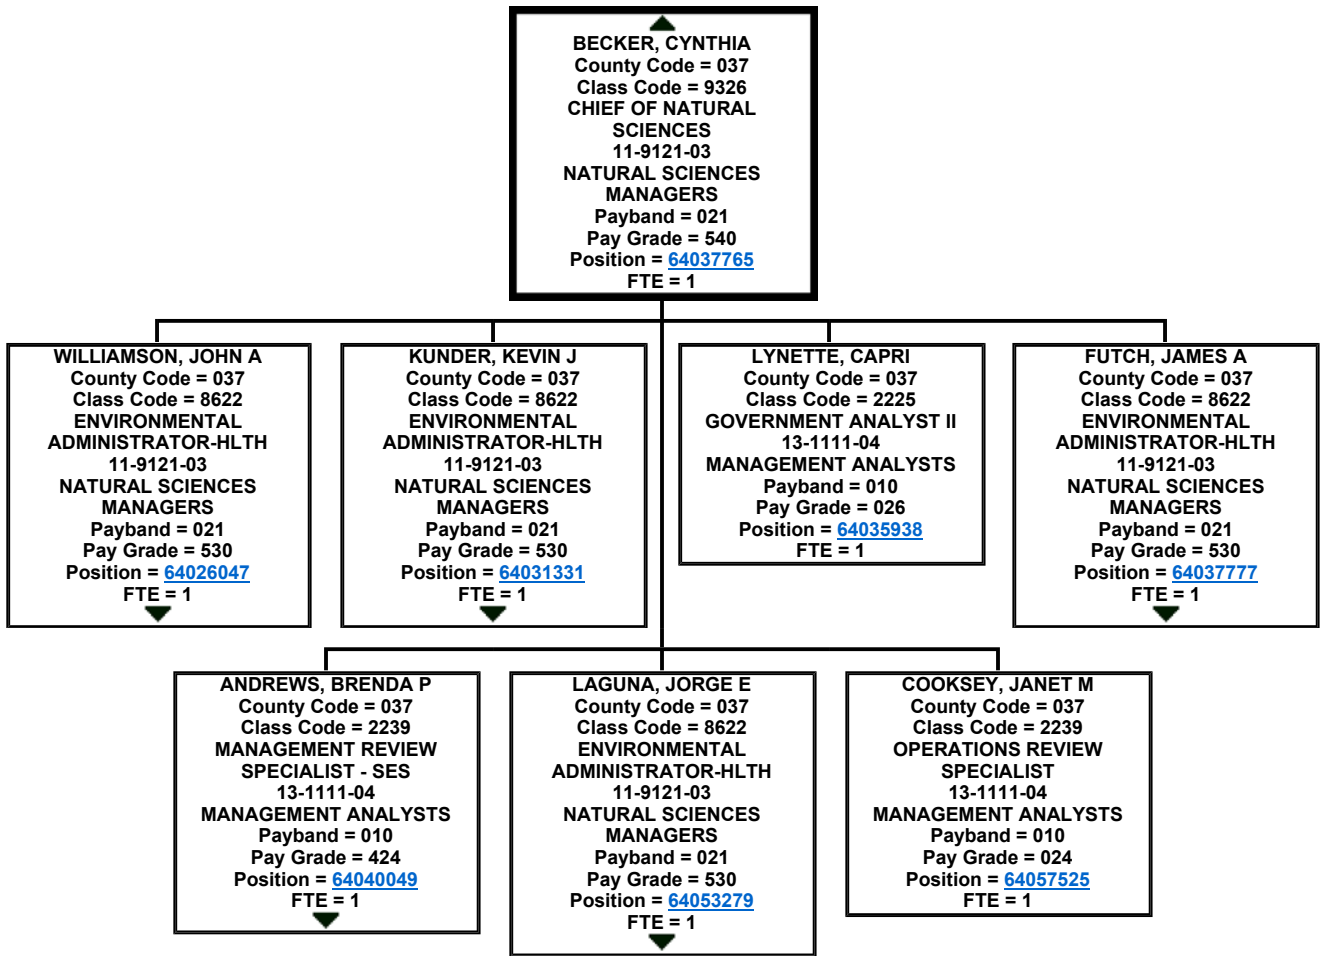 BECKER, CYNTHIA
County Code = 037
Class Code = 9326
CHIEF OF NATURAL
SCIENCES
11-9121-03
NATURAL SCIENCES
MANAGERS
Payband = 021
Pay Grade = 540
Position = 64037765
FTE = 1
WILLIAMSON, JOHN A
County Code = 037
Class Code = 8622
ENVIRONMENTAL
ADMINISTRATOR-HLTH
11-9121-03
NATURAL SCIENCES
MANAGERS
Payband = 021
Pay Grade = 530
Position = 64026047
FTE = 1
KUNDER, KEVIN J
County Code = 037
Class Code = 8622
ENVIRONMENTAL
ADMINISTRATOR-HLTH
11-9121-03
NATURAL SCIENCES
MANAGERS
Payband = 021
Pay Grade = 530
Position = 64031331
FTE = 1
LYNETTE, CAPRI
County Code = 037
Class Code = 2225
GOVERNMENT ANALYST II
13-1111-04
MANAGEMENT ANALYSTS
Payband = 010
Pay Grade = 026
Position = 64035938
FTE = 1
FUTCH, JAMES A
County Code = 037
Class Code = 8622
ENVIRONMENTAL
ADMINISTRATOR-HLTH
11-9121-03
NATURAL SCIENCES
MANAGERS
Payband = 021
Pay Grade = 530
Position = 64037777
FTE = 1
ANDREWS, BRENDA P
County Code = 037
Class Code = 2239
MANAGEMENT REVIEW
SPECIALIST - SES
13-1111-04
MANAGEMENT ANALYSTS
Payband = 010
Pay Grade = 424
Position = 64040049
FTE = 1
LAGUNA, JORGE E
County Code = 037
Class Code = 8622
ENVIRONMENTAL
ADMINISTRATOR-HLTH
11-9121-03
NATURAL SCIENCES
MANAGERS
Payband = 021
Pay Grade = 530
Position = 64053279
FTE = 1
COOKSEY, JANET M
County Code = 037
Class Code = 2239
OPERATIONS REVIEW
SPECIALIST
13-1111-04
MANAGEMENT ANALYSTS
Payband = 010
Pay Grade = 024
Position = 64057525
FTE = 1